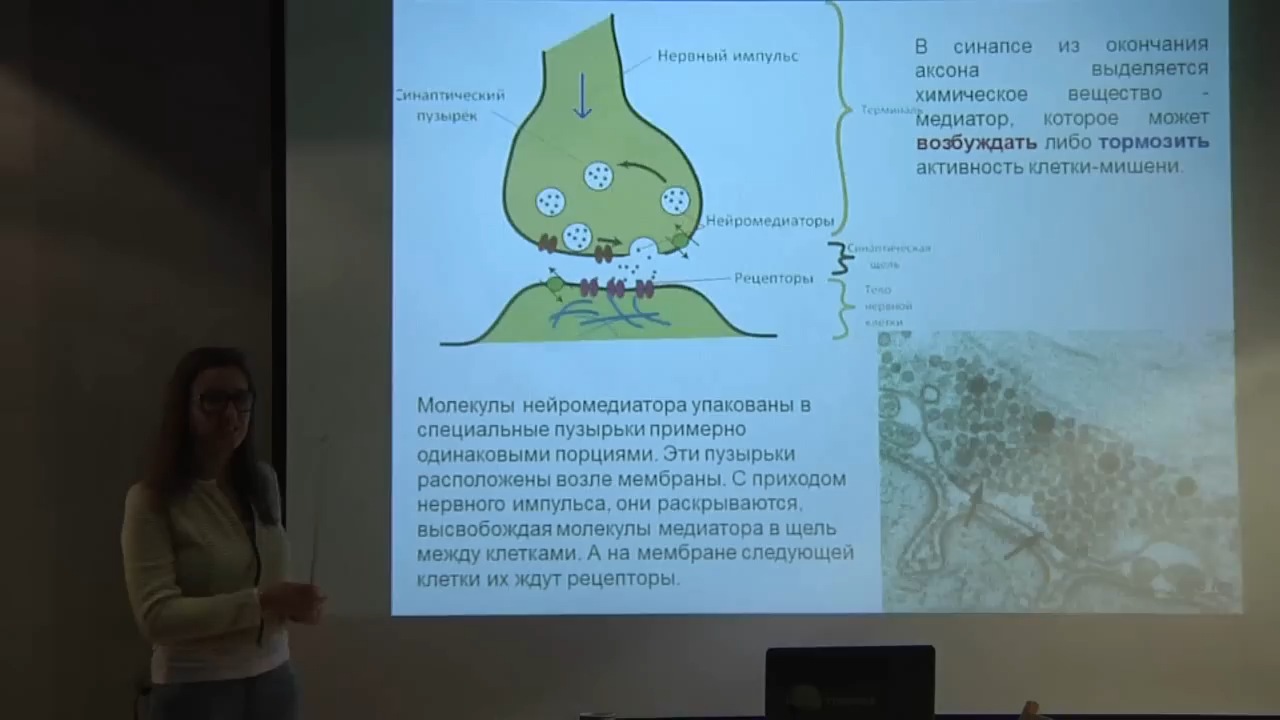 Нервный импульс
Синаптический
пузырёк
Терминаль
Нейромедиаторы
Синаптическая
щель
Рецепторы
Тело
нервной
клетки
В синапсе из окончания
аксона выделяется
химическое вещество -
медиатор, которое может
возбуждать либо тормозить
активность клетки-мишени.
Молекулы нейромедиатора упакованы в
специальные пузырьки примерно
одинаковыми порциями. Эти пузырьки
расположены возле мембраны. С приходом
нервного импульса, они раскрываются,
высвобождая молекулы медиатора в щель
между клетками. А на мембране следующей
клетки их ждут рецепторы.